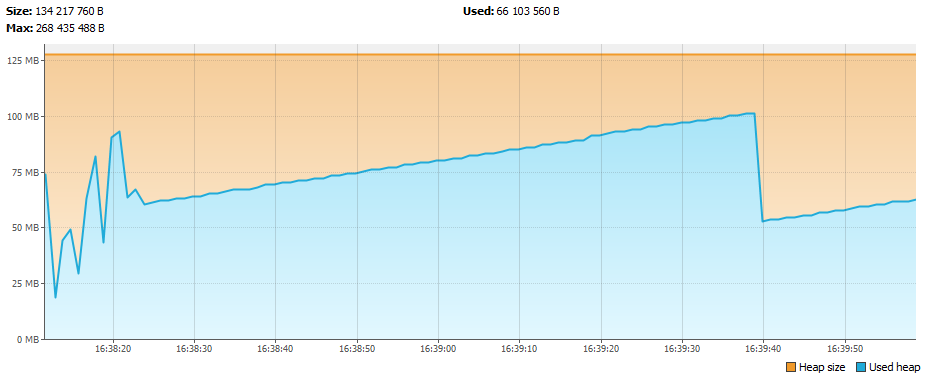 Size: 134 217 760 B Used: 66 103 560 B
Max: 268 435 488 B
125 MB
100 MB
75 MB
50 MB
25 MB
0 MB
16:38:20 16:38:30 16:38:40 16:38:50 16:39:00 16:39:10 16:39:20 16:39:30 16:39:40 16:39:50
Heap size Used heap